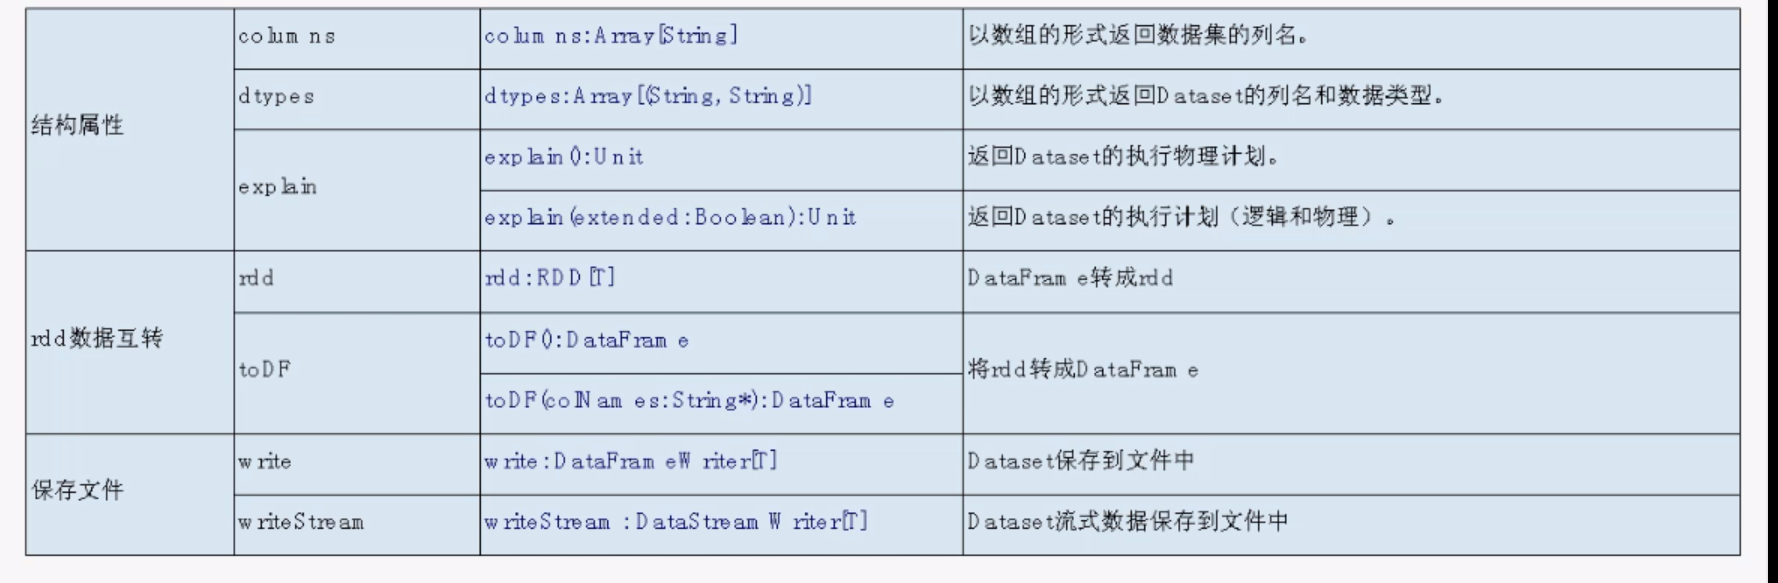 结构属性
columns
columns:Array[String]
以数组的形式返回数据集的列名。
dtypes
dtypes:Array[(String, String)]
以数组的形式返回Dataset的列名和数据类型。
explain
explain():Unit
返回Dataset的执行物理计划。
explain(extended:Boolean):Unit
返回Dataset的执行计划（逻辑和物理）。
rdd数据互转
rdd
rdd:RDD[T]
DataFrame转成rdd
toDF
toDF():DataFrame
将rdd转成DataFrame
toDF(colNames:String*):DataFrame
保存文件
write
write:DataFrameWriter[T]
Dataset保存到文件中
writeStream
writeStream:DataStreamWriter[T]
Dataset流式数据保存到文件中